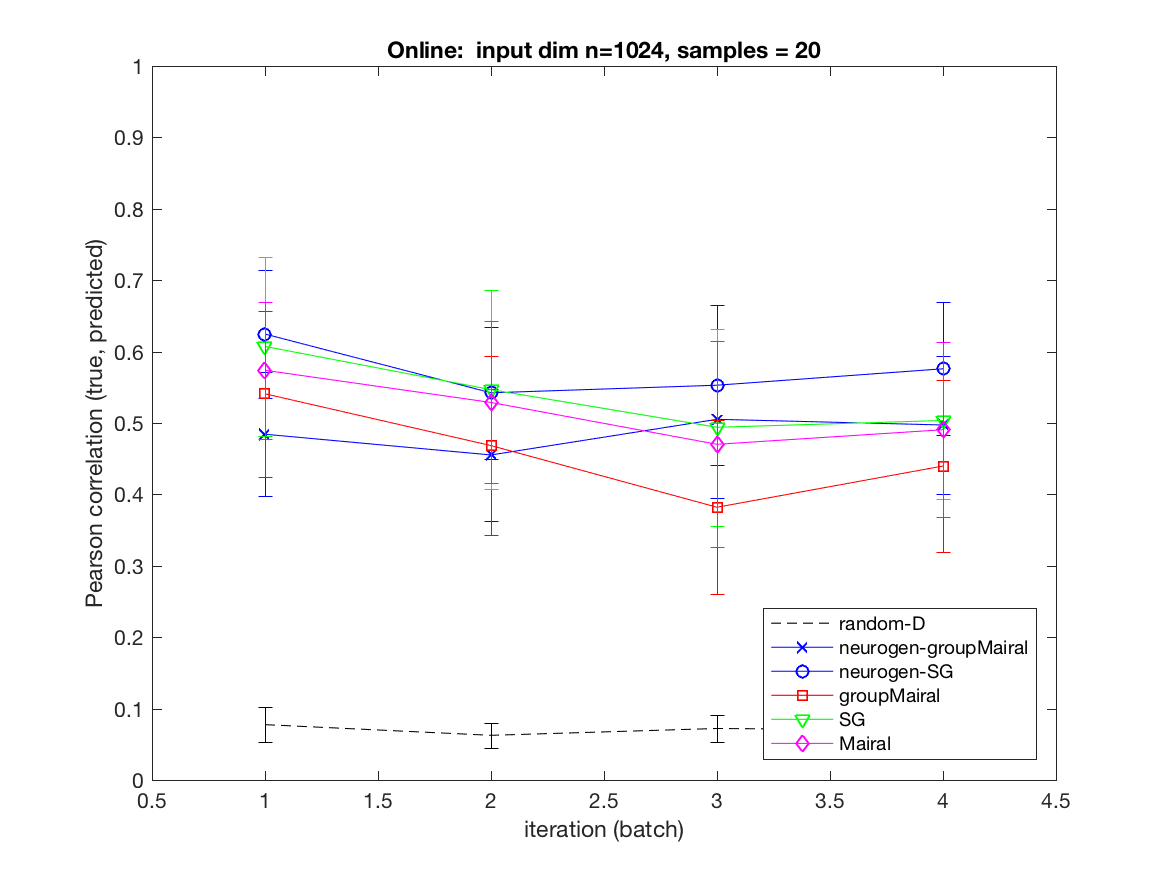 Online:  input dim n=1024, samples = 20
Pearson correlation (true, predicted)
1
0.9
0.8
0.7
0.6
0.5
0.4
0.3
0.2
0.1
0
random-D
neurogen-groupMairal
neurogen-SG
groupMairal
SG
Mairal
0.5 1 1.5 2 2.5 3 3.5 4 4.5
iteration (batch)